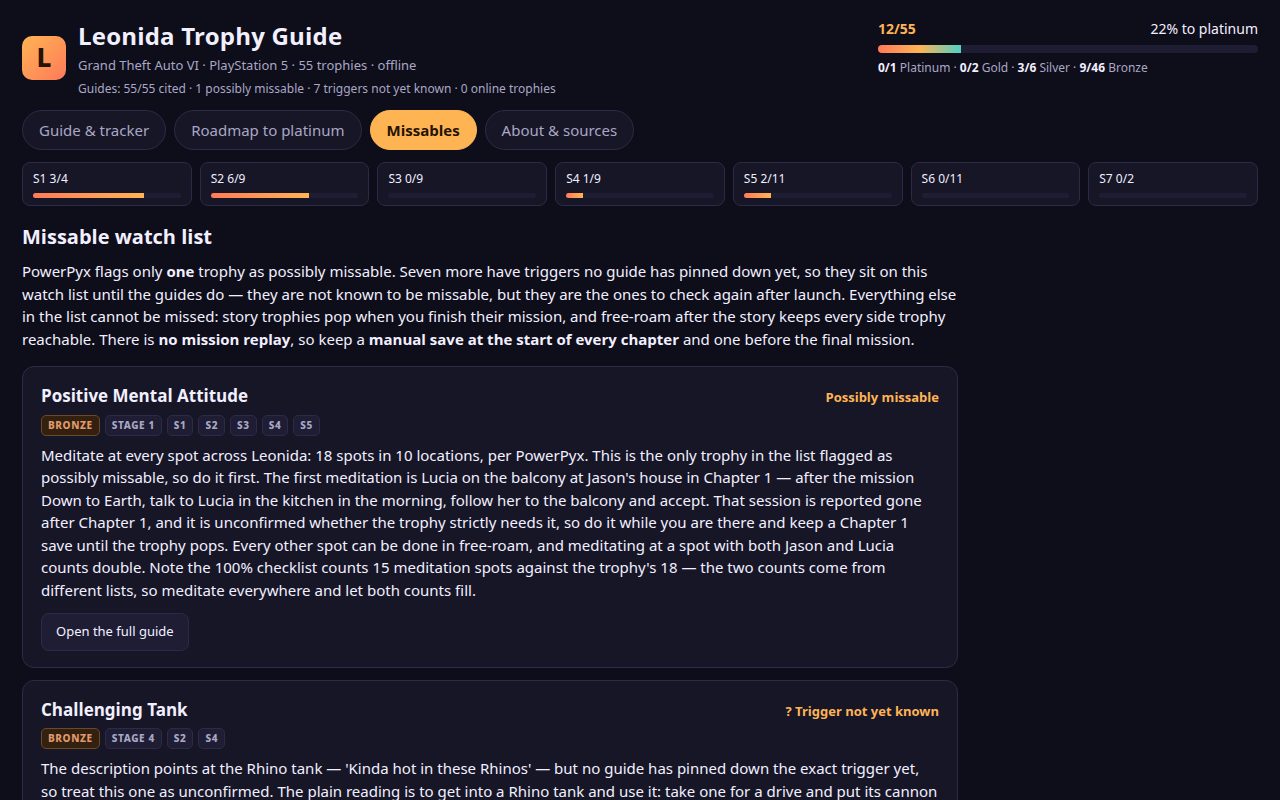 L
Leonida Trophy Guide
Grand Theft Auto VI · PlayStation 5 · 55 trophies · offline
Guides: 55/55 cited · 1 possibly missable · 7 triggers not yet known · 0 online trophies
12/55 22% to platinum
0/1 Platinum · 0/2 Gold · 3/6 Silver · 9/46 Bronze
Guide & tracker Roadmap to platinum Missables About & sources
S1 3/4 S2 6/9 S3 0/9 S4 1/9 S5 2/11 S6 0/11 S7 0/2
Missable watch list
PowerPyx flags only one trophy as possibly missable. Seven more have triggers no guide has pinned down yet, so they sit on this
watch list until the guides do — they are not known to be missable, but they are the ones to check again after launch. Everything else
in the list cannot be missed: story trophies pop when you finish their mission, and free-roam after the story keeps every side trophy
reachable. There is no mission replay, so keep a manual save at the start of every chapter and one before the final mission.
Positive Mental Attitude Possibly missable
BRONZE STAGE 1 S1 S2 S3 S4 S5
Meditate at every spot across Leonida: 18 spots in 10 locations, per PowerPyx. This is the only trophy in the list flagged as
possibly missable, so do it first. The first meditation is Lucia on the balcony at Jason's house in Chapter 1 — after the mission
Down to Earth, talk to Lucia in the kitchen in the morning, follow her to the balcony and accept. That session is reported gone
after Chapter 1, and it is unconfirmed whether the trophy strictly needs it, so do it while you are there and keep a Chapter 1
save until the trophy pops. Every other spot can be done in free-roam, and meditating at a spot with both Jason and Lucia
counts double. Note the 100% checklist counts 15 meditation spots against the trophy's 18 — the two counts come from
different lists, so meditate everywhere and let both counts fill.
Open the full guide
Challenging Tank ? Trigger not yet known
BRONZE STAGE 4 S2 S4
The description points at the Rhino tank — 'Kinda hot in these Rhinos' — but no guide has pinned down the exact trigger yet,
so treat this one as unconfirmed. The plain reading is to get into a Rhino tank and use it: take one for a drive and put its cannon